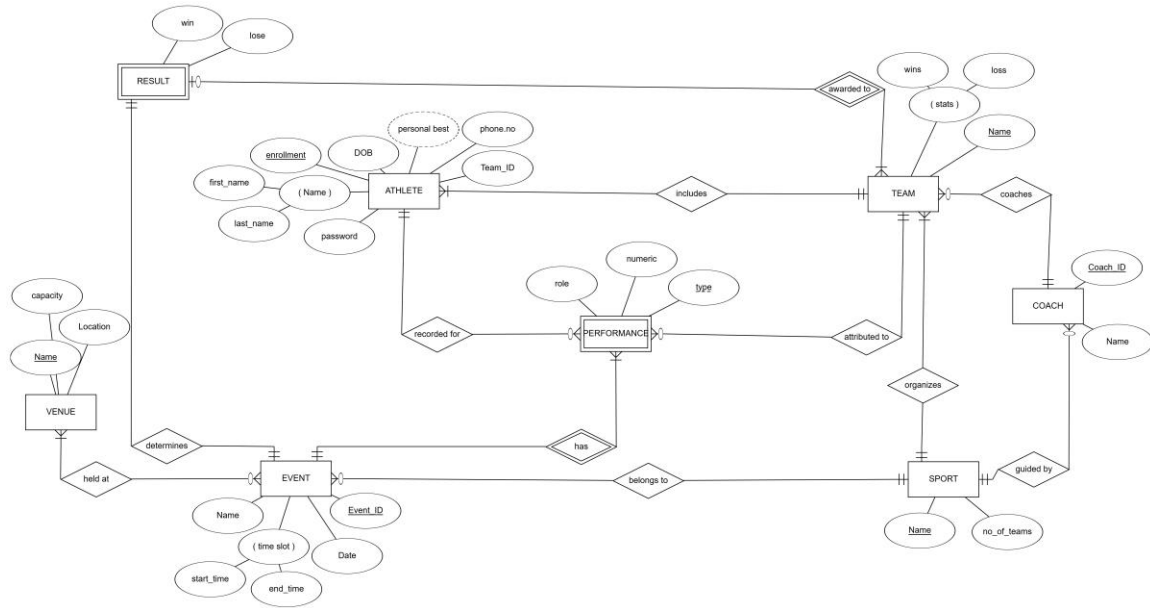 win
lose
RESULT
awarded to
wins
loss
( stats )
Name
personal best
phone.no
DOB
enrollment
Team_ID
first_name
( Name )
ATHLETE
last_name
password
includes
TEAM
coaches
numeric
role
type
Coach_ID
COACH
Name
capacity
Location
Name
VENUE
recorded for
PERFORMANCE
attributed to
organizes
determines
has
held at
EVENT
belongs to
SPORT
guided by
Name
Event_ID
( time slot )
Date
start_time
end_time
Name
no_of_teams